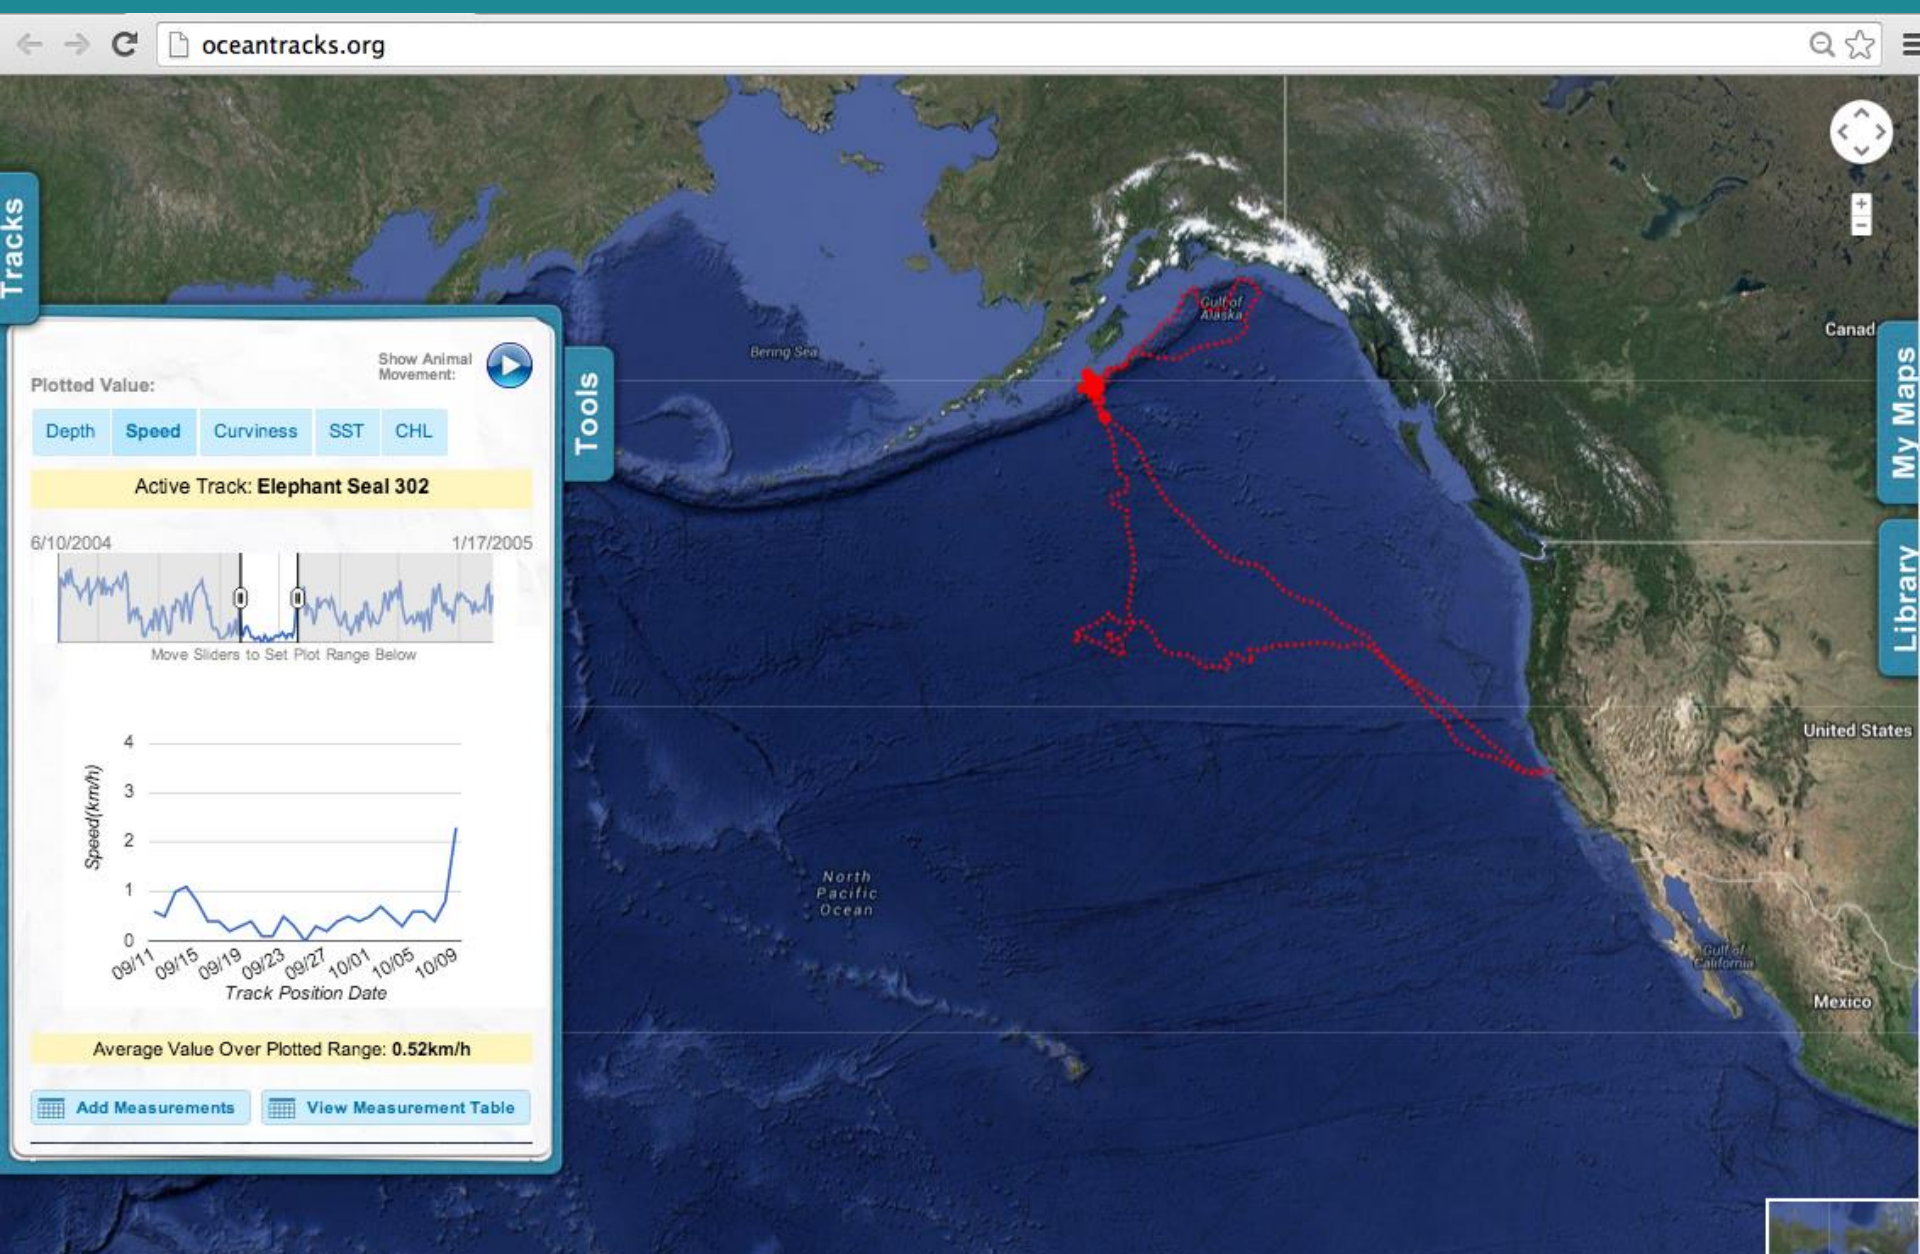 oceantracks.org
Tracks
Show Animal
Movement:
Plotted Value:
Depth Speed Curviness SST CHL
Active Track: Elephant Seal 302
6/10/2004 1/17/2005
Move Sliders to Set Plot Range Below
4
3
2
1
0
Speed(km/h)
09/11 09/15 09/19 09/23 09/27 10/01 10/05 10/09
Track Position Date
Average Value Over Plotted Range: 0.52km/h
Add Measurements View Measurement Table
Tools
Bering Sea
Gulf of
Alaska
North
Pacific
Ocean
Canad
United States
Gulf of
California
Mexico
My Maps
Library